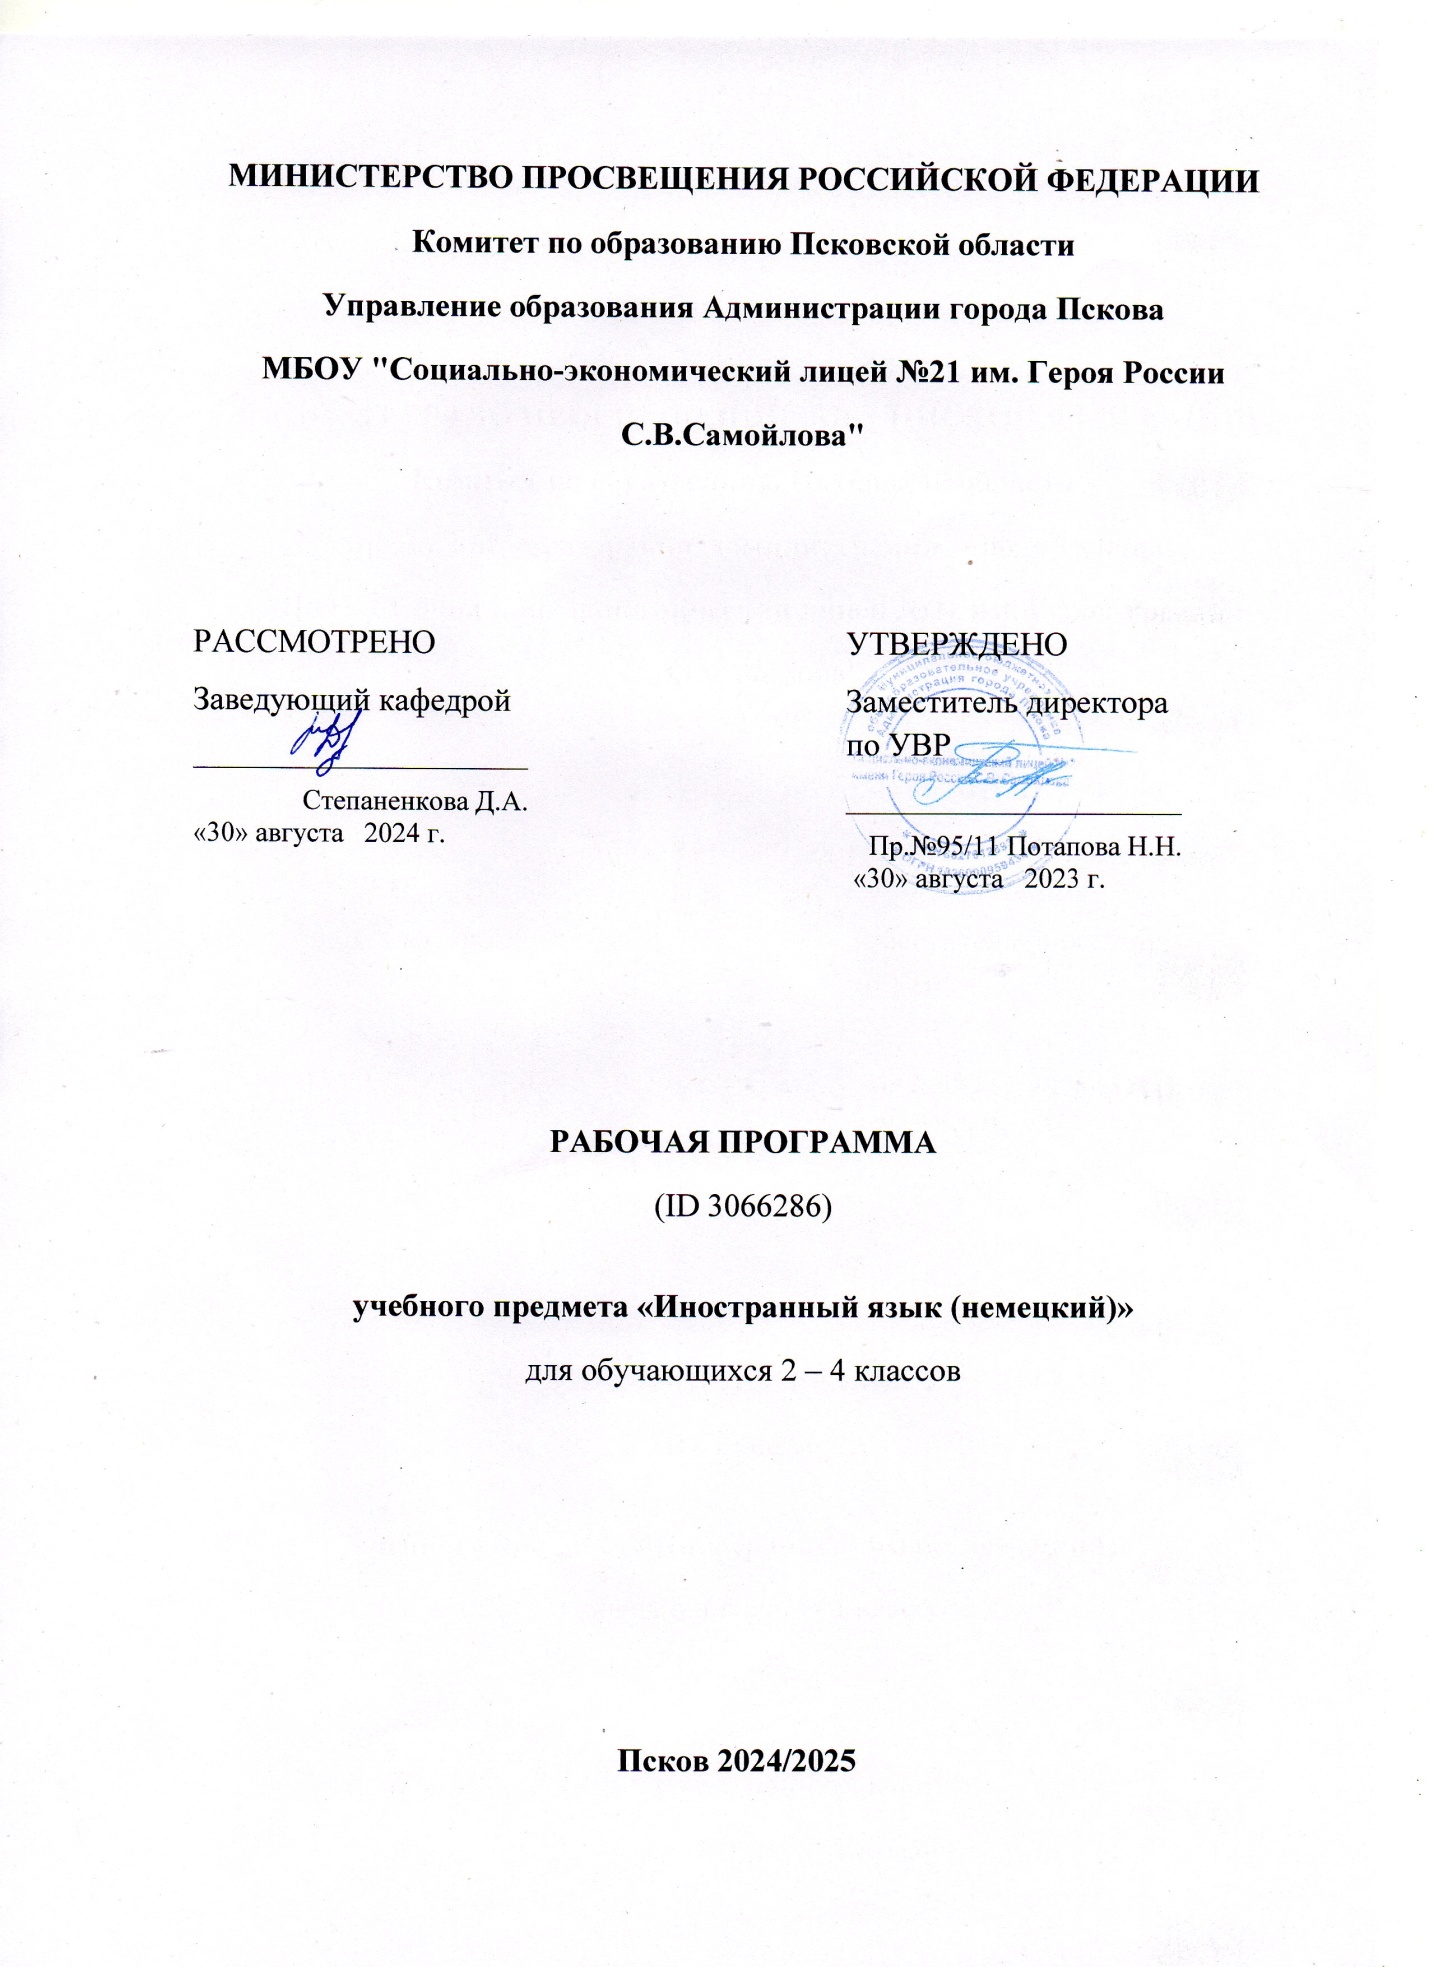 МИНИСТЕРСТВО ПРОСВЕЩЕНИЯ РОССИЙСКОЙ ФЕДЕРАЦИИ
Комитет по образованию Псковской области
Управление образования Администрации города Пскова
МБОУ "Социально-экономический лицей №21 им. Героя России
С.В.Самойлова"
РАССМОТРЕНО
Заведующий кафедрой
Степаненкова Д.А.
«30» августа 2024 г.
УТВЕРЖДЕНО
Заместитель директора
по УВР
Пр.№95/11 Потапова Н.Н.
«30» августа 2023 г.
РАБОЧАЯ ПРОГРАММА
(ID 3066286)
учебного предмета «Иностранный язык (немецкий)»
для обучающихся 2 – 4 классов
Псков 2024/2025